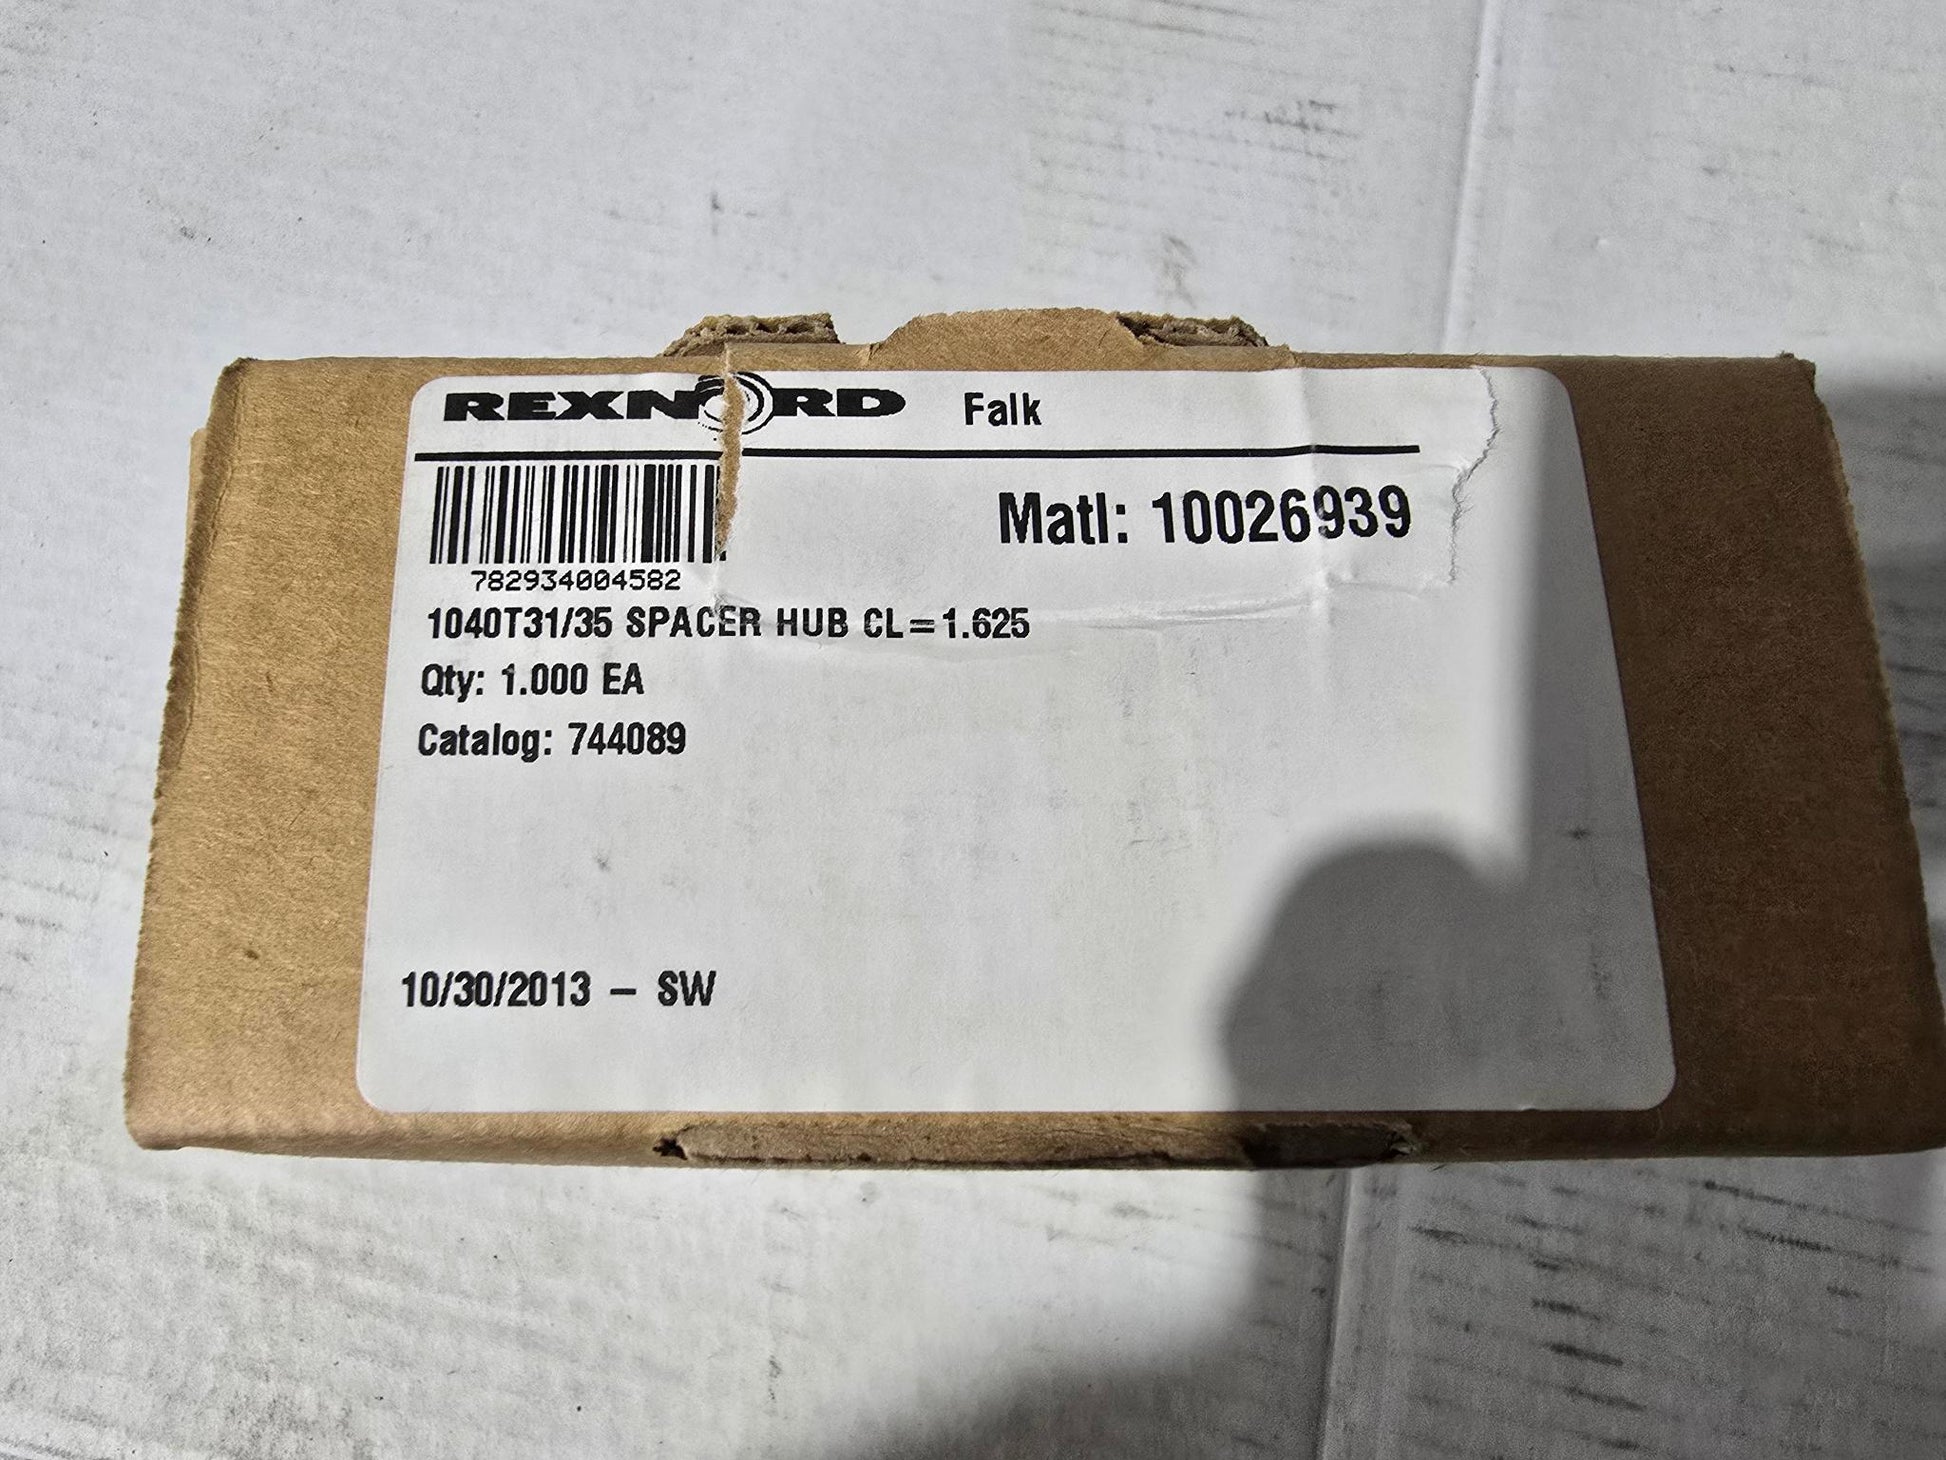 REXNORD Falk
Matl: 10026939
782934004582
1040T31/35 SPACER HUB CL=1.625
Qty: 1.000 EA
Catalog: 744089
10/30/2013 – SW